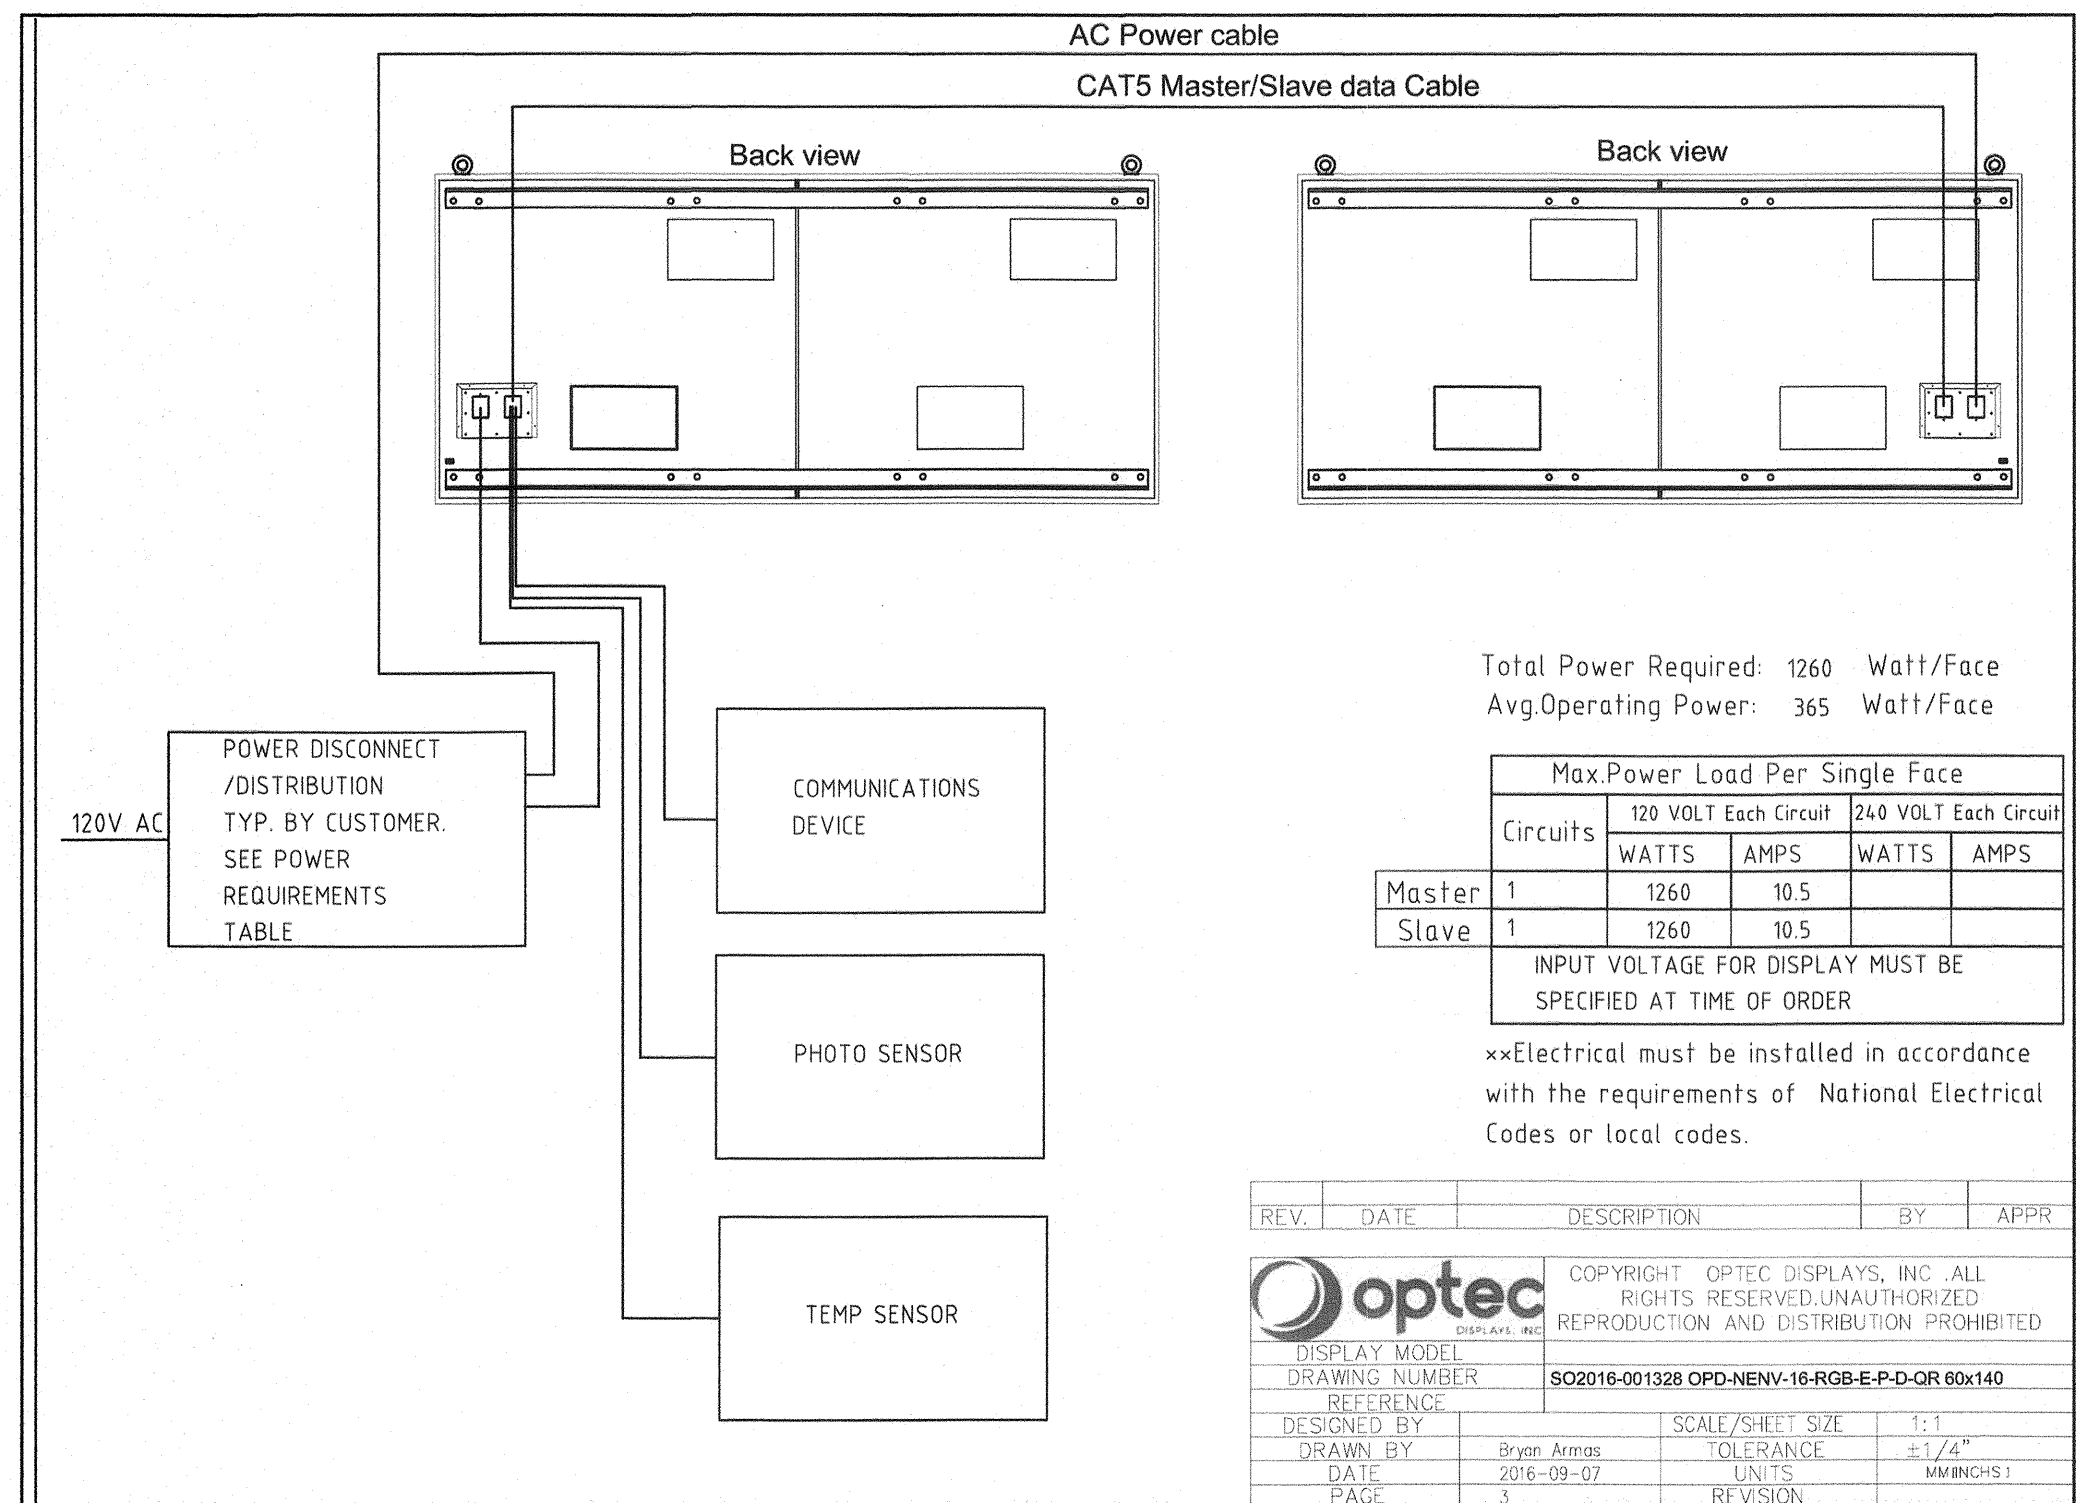 AC Power cable
CAT5 Master/Slave data Cable
Back view
Back view
120V AC
POWER DISCONNECT
/DISTRIBUTION
TYP. BY CUSTOMER.
SEE POWER
REQUIREMENTS
TABLE
COMMUNICATIONS
DEVICE
PHOTO SENSOR
TEMP SENSOR
Total Power Required: 1260 Watt/Face
Avg.Operating Power: 365 Watt/Face
Max.Power Load Per Single Face
Circuits 120 VOLT Each Circuit 240 VOLT Each Circuit
WATTS AMPS WATTS AMPS
Master 1 1260 10.5
Slave 1 1260 10.5
INPUT VOLTAGE FOR DISPLAY MUST BE
SPECIFIED AT TIME OF ORDER
××Electrical must be installed in accordance
with the requirements of National Electrical
Codes or local codes.
REV. DATE DESCRIPTION BY APPR
optec
DISPLAYS, INC
COPYRIGHT OPTEC DISPLAYS, INC .ALL
RIGHTS RESERVED.UNAUTHORIZED
REPRODUCTION AND DISTRIBUTION PROHIBITED
DISPLAY MODEL
DRAWING NUMBER SO2016-001328 OPD-NENV-16-RGB-E-P-D-QR 60x140
REFERENCE
DESIGNED BY SCALE/SHEET SIZE 1:1
DRAWN BY Bryan Armas TOLERANCE ±1/4"
DATE 2016-09-07 UNITS
PAGE 3 REVISION